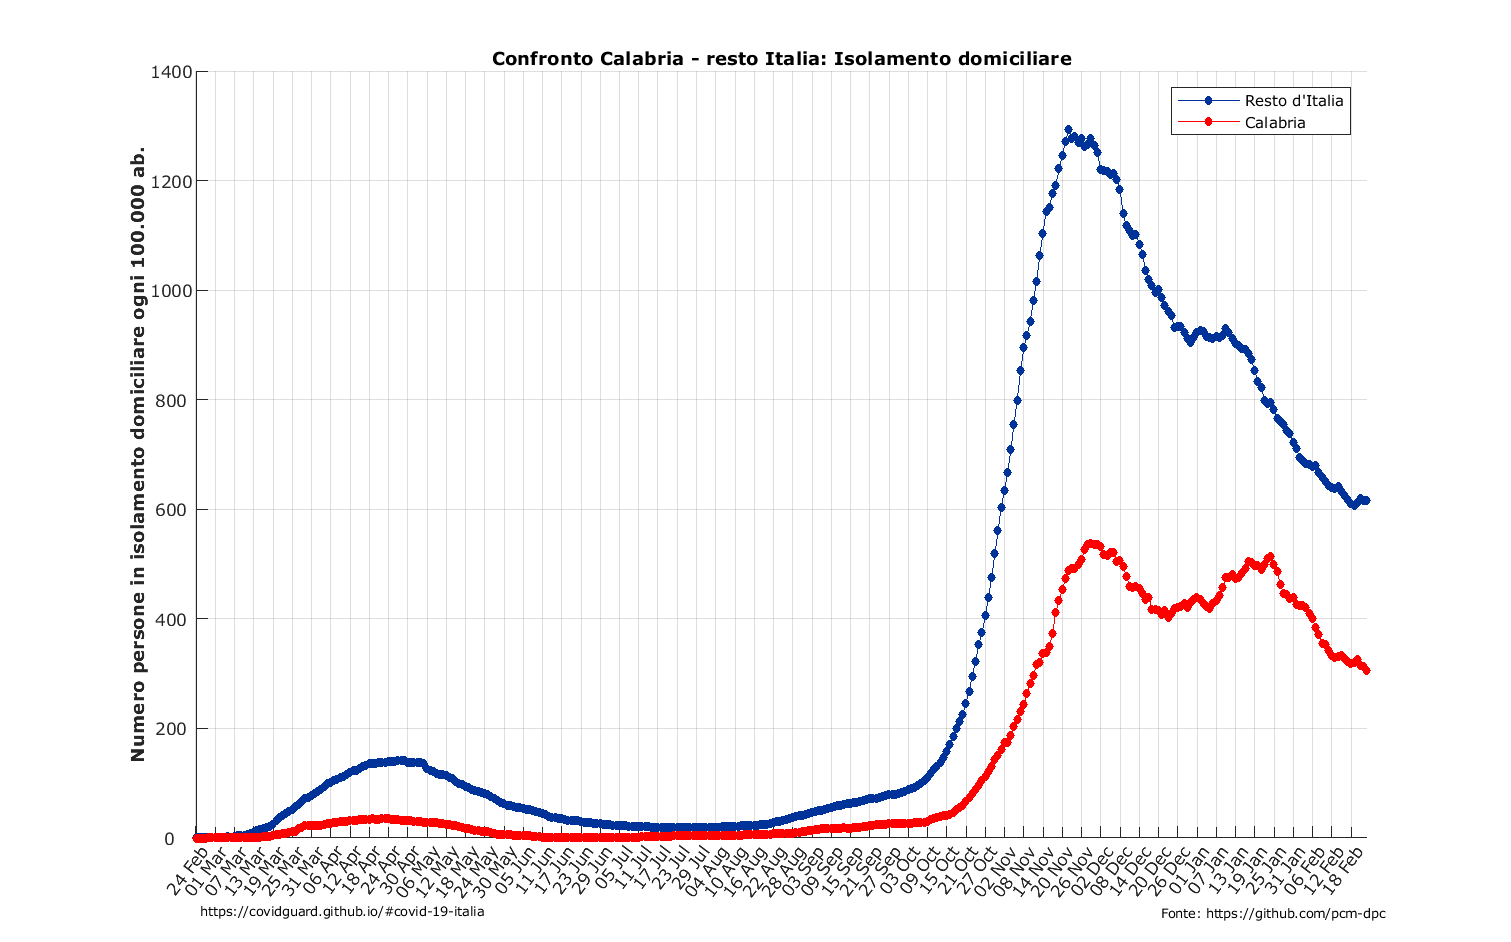 Confronto Calabria - resto Italia: Isolamento domiciliare
Numero persone in isolamento domiciliare ogni 100.000 ab.
1400
1200
1000
800
600
400
200
0
Resto d'Italia
Calabria
24 Feb
01 Mar
07 Mar
13 Mar
19 Mar
25 Mar
31 Mar
06 Apr
12 Apr
18 Apr
24 Apr
30 Apr
06 May
12 May
18 May
24 May
30 May
05 Jun
11 Jun
17 Jun
23 Jun
29 Jun
05 Jul
11 Jul
17 Jul
23 Jul
29 Jul
04 Aug
10 Aug
16 Aug
22 Aug
28 Aug
03 Sep
09 Sep
15 Sep
21 Sep
27 Sep
03 Oct
09 Oct
15 Oct
21 Oct
27 Oct
02 Nov
08 Nov
14 Nov
20 Nov
26 Nov
02 Dec
08 Dec
14 Dec
20 Dec
26 Dec
01 Jan
07 Jan
13 Jan
19 Jan
25 Jan
31 Jan
06 Feb
12 Feb
18 Feb
https://covidguard.github.io/#covid-19-italia
Fonte: https://github.com/pcm-dpc